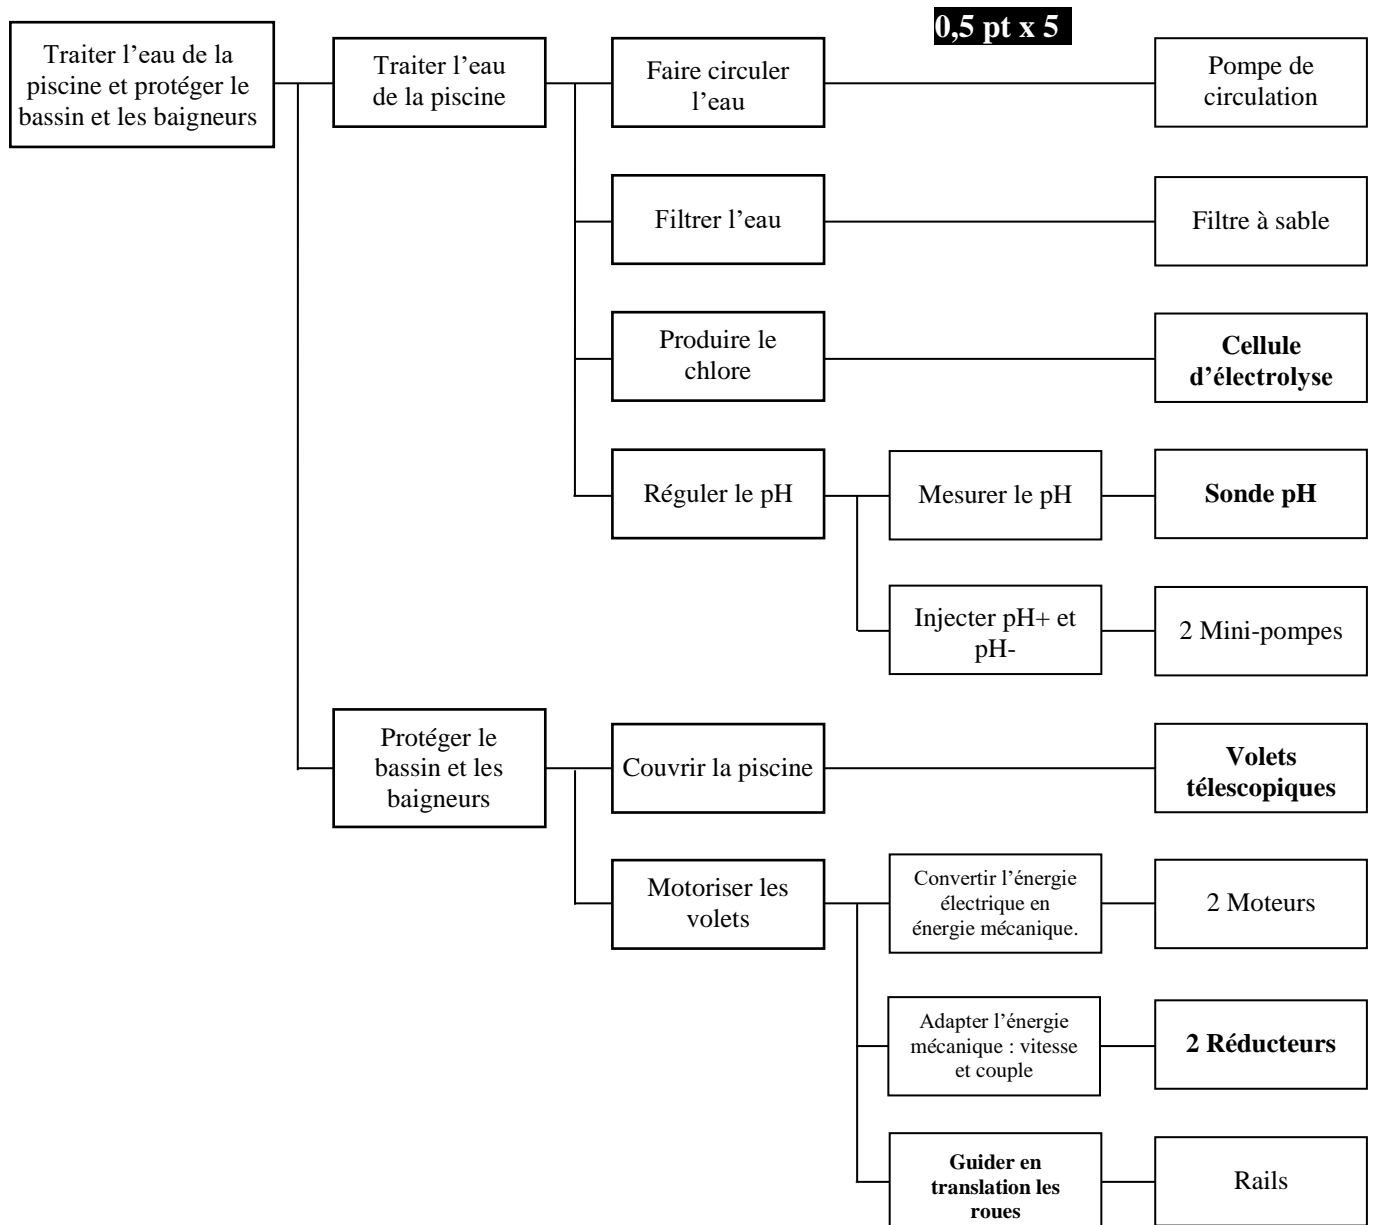 0,5 pt x 5
Traiter l’eau de la
piscine et protéger le
bassin et les baigneurs
Traiter l’eau
de la piscine
Faire circuler
l’eau
Pompe de
circulation
Filtrer l’eau
Filtre à sable
Produire le
chlore
Cellule
d’électrolyse
Réguler le pH
Mesurer le pH
Sonde pH
Injecter pH+ et
pH-
2 Mini-pompes
Protéger le
bassin et les
baigneurs
Couvrir la piscine
Volets
télescopiques
Motoriser les
volets
Convertir l’énergie
électrique en
énergie mécanique.
2 Moteurs
Adapter l’énergie
mécanique : vitesse
et couple
2 Réducteurs
Guider en
translation les
roues
Rails